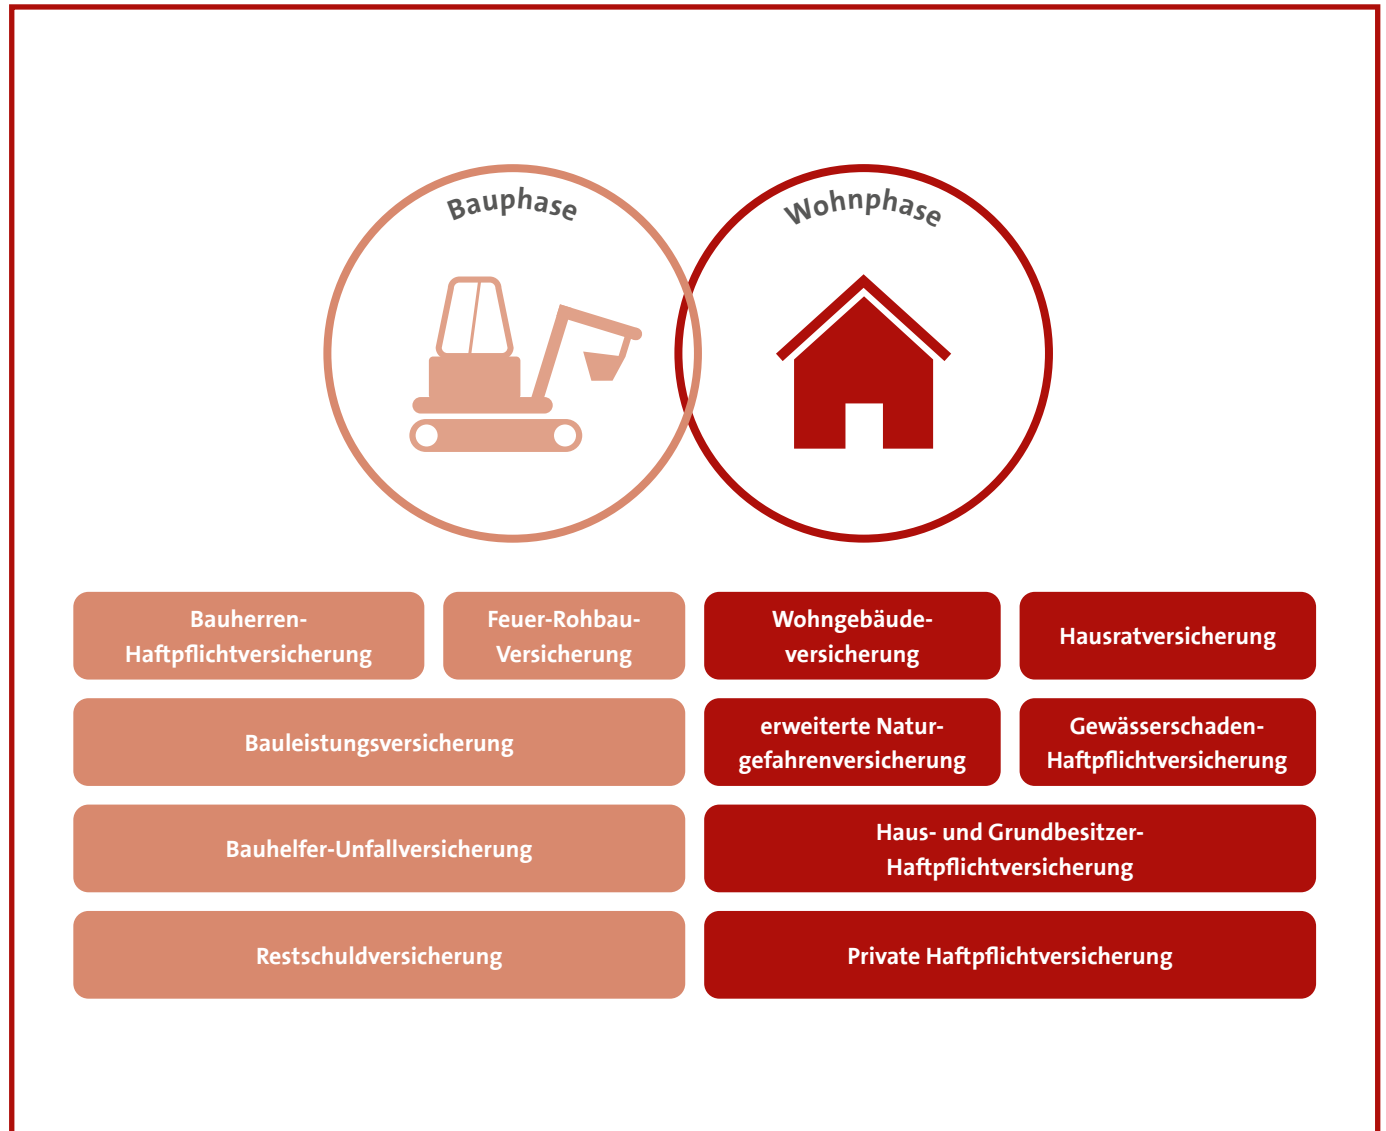 Bauphase
Wohnphase
Bauherren-
Haftpflichtversicherung
Feuer-Rohbau-
Versicherung
Wohngebäude-
versicherung
Hausratversicherung
Bauleistungsversicherung
erweiterte Natur-
gefahrenversicherung
Gewässerschaden-
Haftpflichtversicherung
Bauhelfer-Unfallversicherung
Haus- und Grundbesitzer-
Haftpflichtversicherung
Restschuldversicherung
Private Haftpflichtversicherung